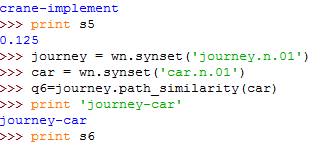 crane-implement
>>> print s5
0.125
>>> journey = wn.synset('journey.n.01')
>>> car = wn.synset('car.n.01')
>>> q6=journey.path_similarity(car)
>>> print 'journey-car'
journey-car
>>> print s6